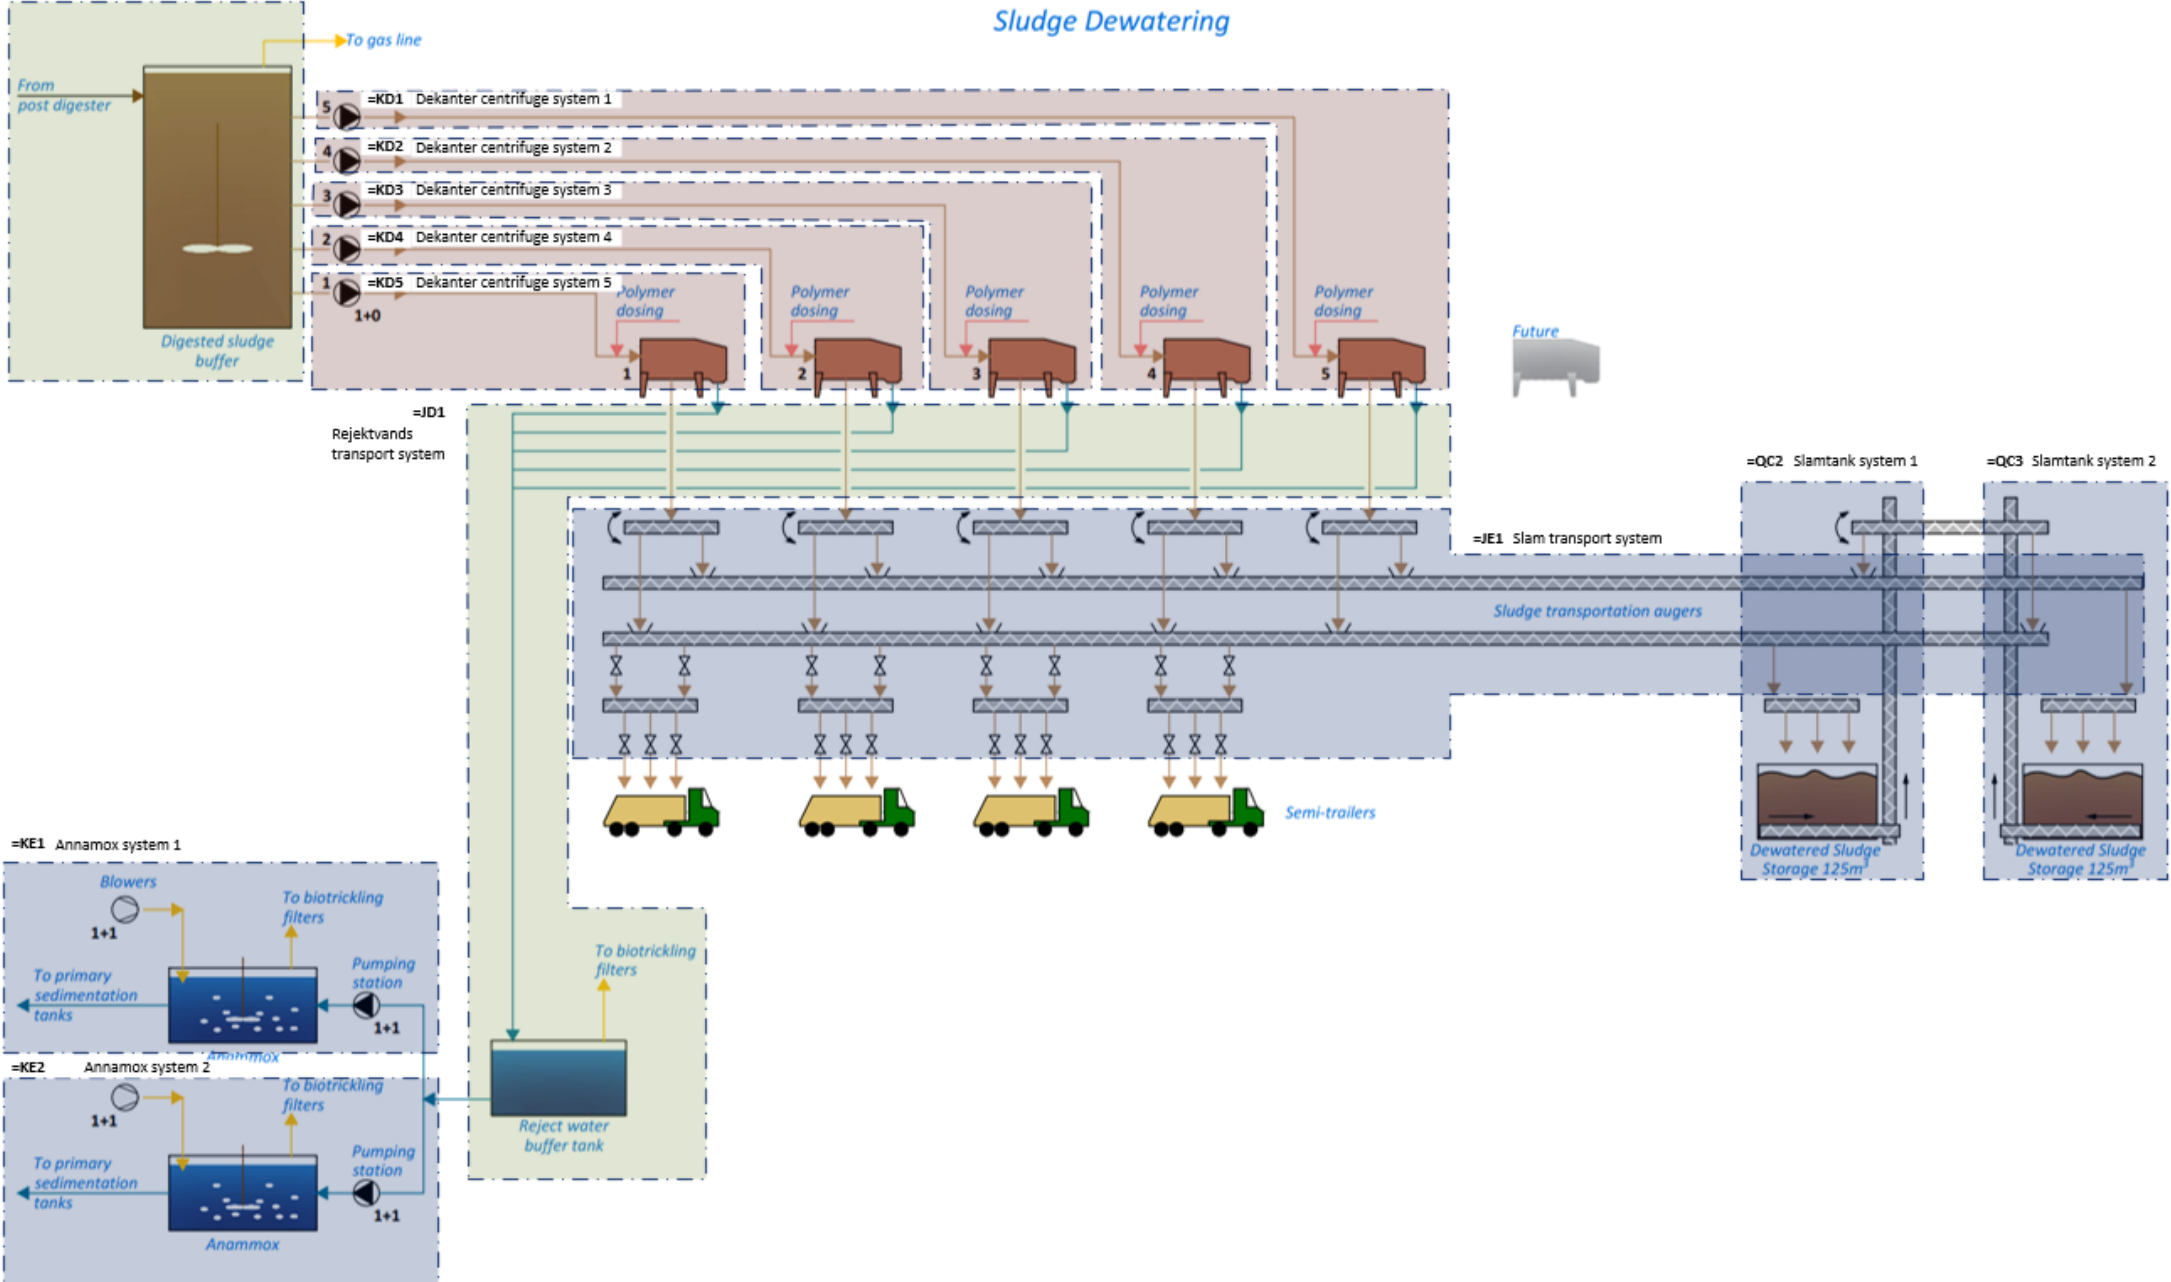 Sludge Dewatering
To gas line
From
post digester
Digested sludge
buffer
5
=KD1 Dekanter centrifuge system 1
4
=KD2 Dekanter centrifuge system 2
3
=KD3 Dekanter centrifuge system 3
2
=KD4 Dekanter centrifuge system 4
1
=KD5 Dekanter centrifuge system 5
1+0
Polymer
dosing
1
Polymer
dosing
2
Polymer
dosing
3
Polymer
dosing
4
Polymer
dosing
5
Future
=JD1
Rejektvands
transport system
=QC2 Slamtank system 1
=QC3 Slamtank system 2
=JE1 Slam transport system
Sludge transportation augers
Semi-trailers
Dewatered Sludge
Storage 125m³
Dewatered Sludge
Storage 125m³
=KE1 Annamox system 1
Blowers
1+1
To biotrickling
filters
To primary
sedimentation
tanks
Pumping
station
1+1
Anammox
=KE2 Annamox system 2
1+1
To biotrickling
filters
To primary
sedimentation
tanks
Pumping
station
1+1
Anammox
To biotrickling
filters
Reject water
buffer tank